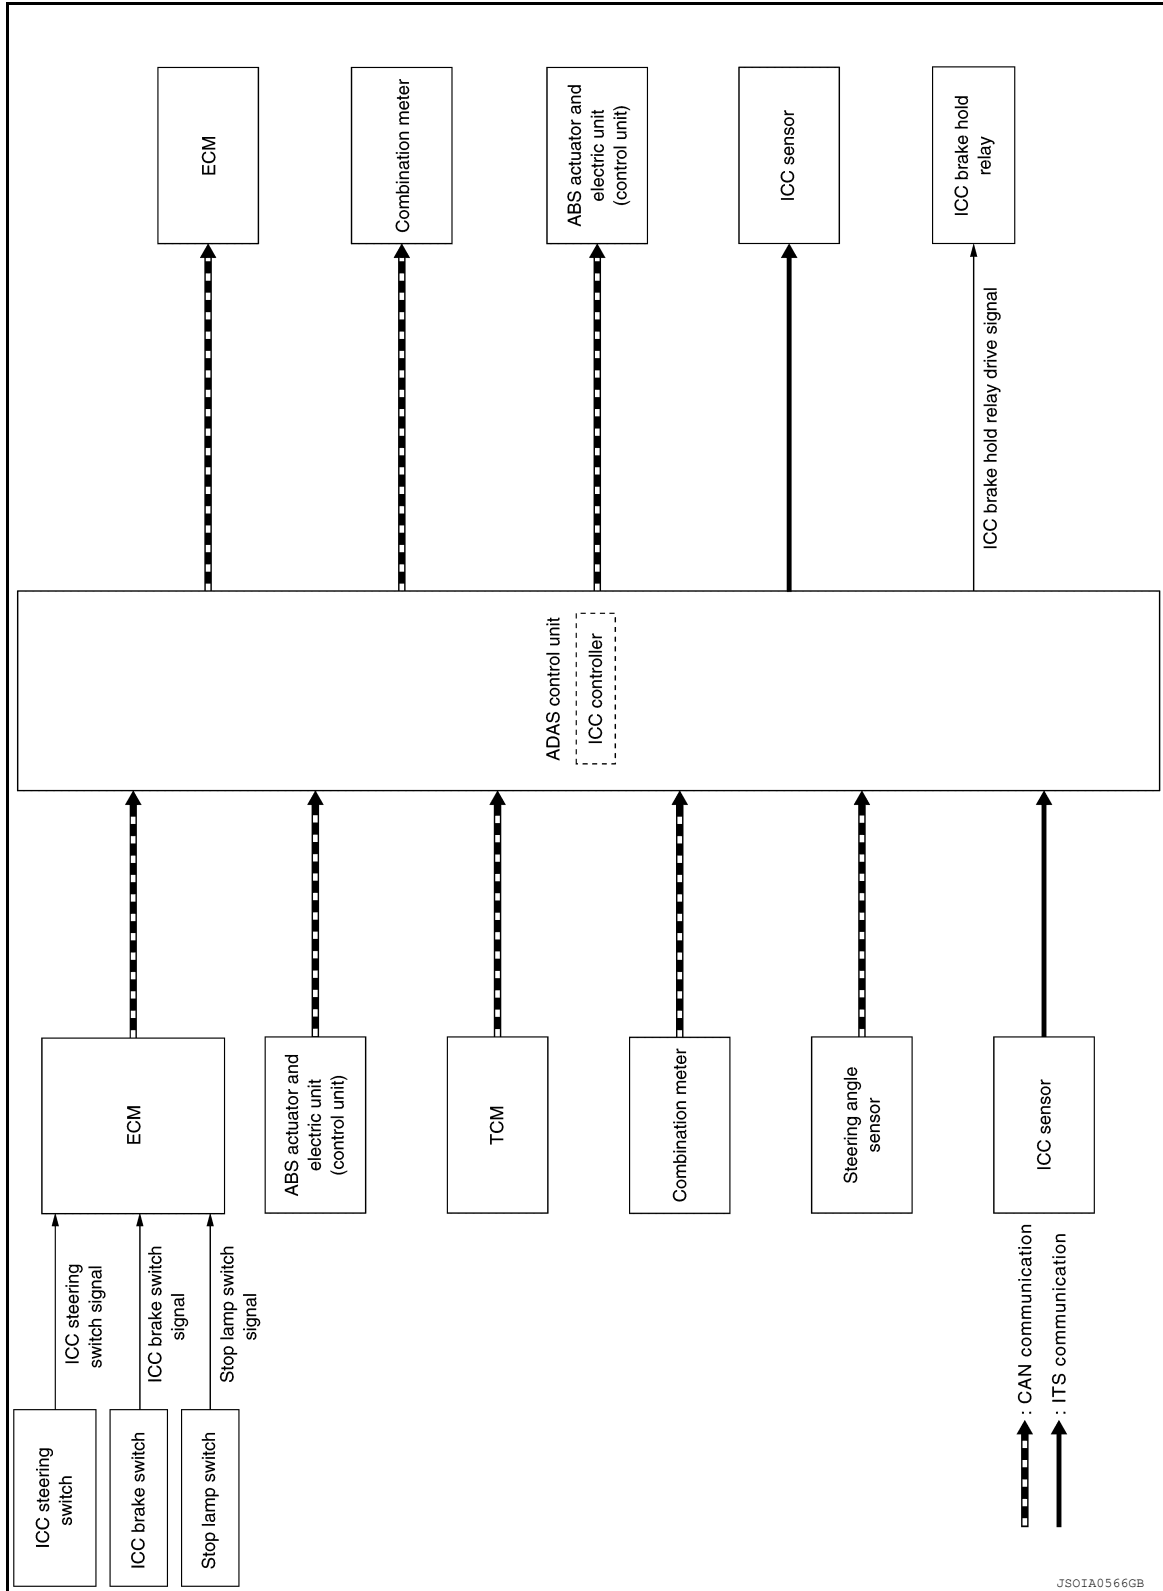 ICC steering
switch
ICC brake switch
Stop lamp switch
ICC steering
switch signal
ICC brake switch
signal
Stop lamp switch
signal
ECM
ABS actuator and
electric unit
(control unit)
TCM
Combination meter
Steering angle
sensor
ICC sensor
ADAS control unit
ICC controller
ECM
Combination meter
ABS actuator and
electric unit
(control unit)
ICC sensor
ICC brake hold relay drive signal
ICC brake hold
relay
: CAN communication
: ITS communication
JSOIA0566GB